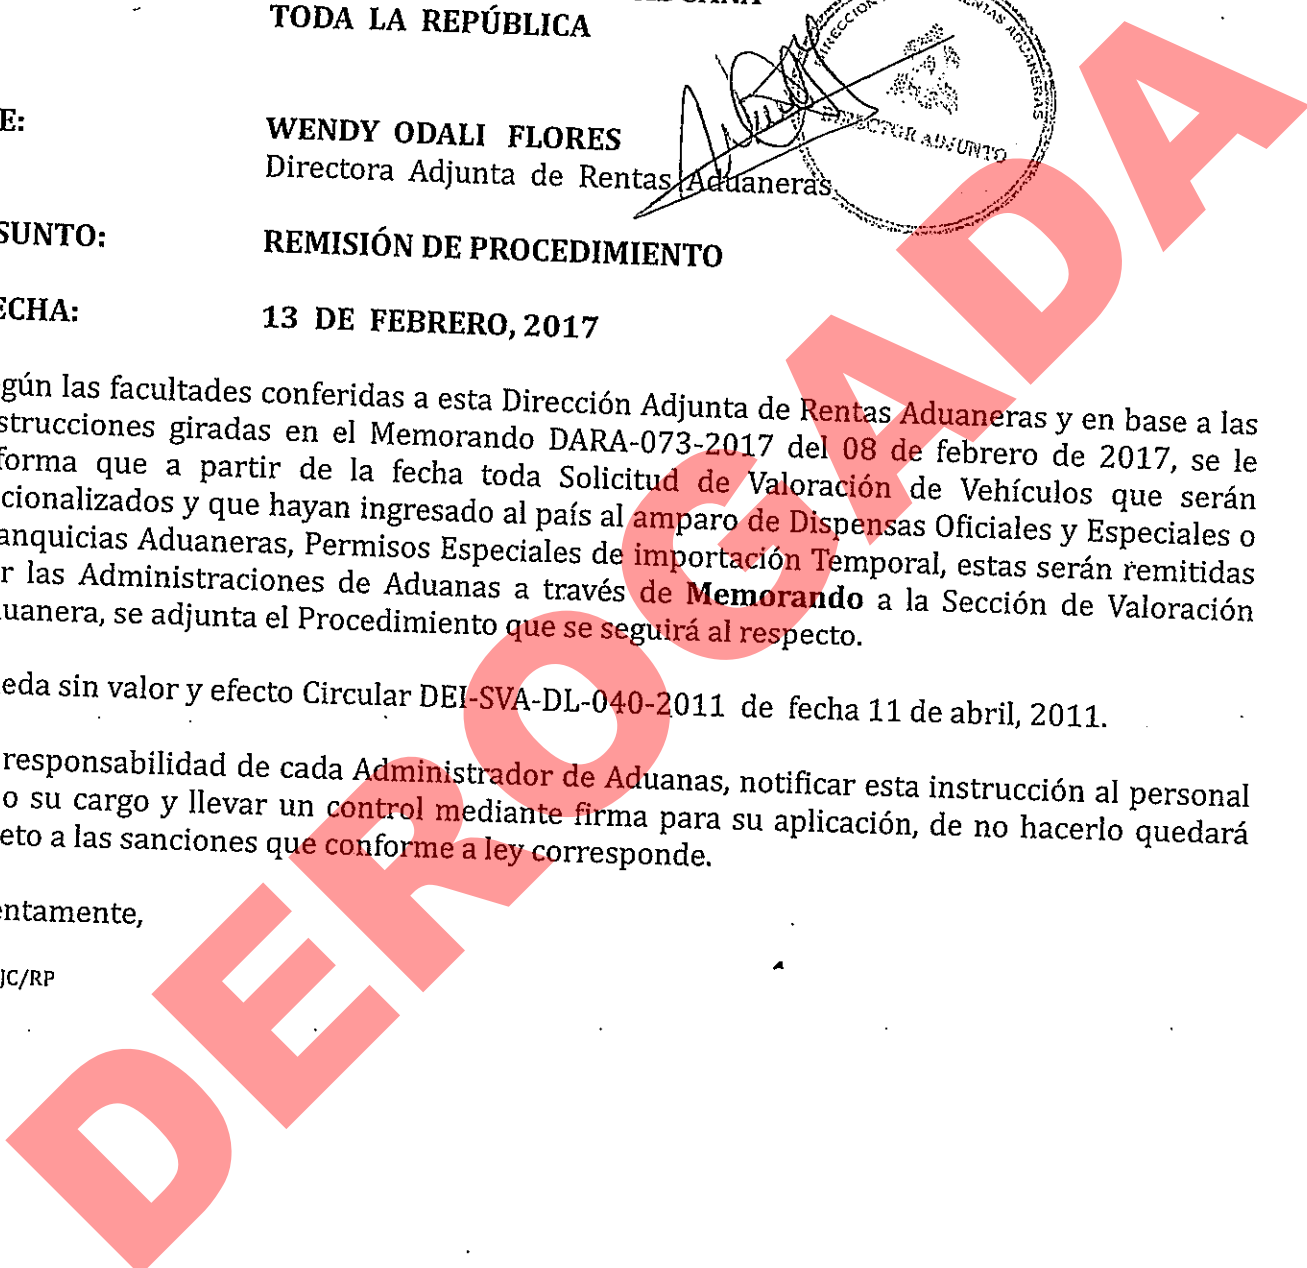 TODA LA REPÚBLICA
E:
WENDY ODALI FLORES
Directora Adjunta de Rentas Aduaneras
SUNTO:
REMISIÓN DE PROCEDIMIENTO
ECHA:
13 DE FEBRERO, 2017
gún las facultades conferidas a esta Dirección Adjunta de Rentas Aduaneras y en base a las
strucciones giradas en el Memorando DARA-073-2017 del 08 de febrero de 2017, se le
forma que a partir de la fecha toda Solicitud de Valoración de Vehículos que serán
cionalizados y que hayan ingresado al país al amparo de Dispensas Oficiales y Especiales o
anquicias Aduaneras, Permisos Especiales de importación Temporal, estas serán remitidas
r las Administraciones de Aduanas a través de Memorando a la Sección de Valoración
uanera, se adjunta el Procedimiento que se seguirá al respecto.
eda sin valor y efecto Circular DEI-SVA-DL-040-2011 de fecha 11 de abril, 2011.
responsabilidad de cada Administrador de Aduanas, notificar esta instrucción al personal
o su cargo y llevar un control mediante firma para su aplicación, de no hacerlo quedará
eto a las sanciones que conforme a ley corresponde.
entamente,
JC/RP
DIRECTOR ADJUNTO
DEROGADA